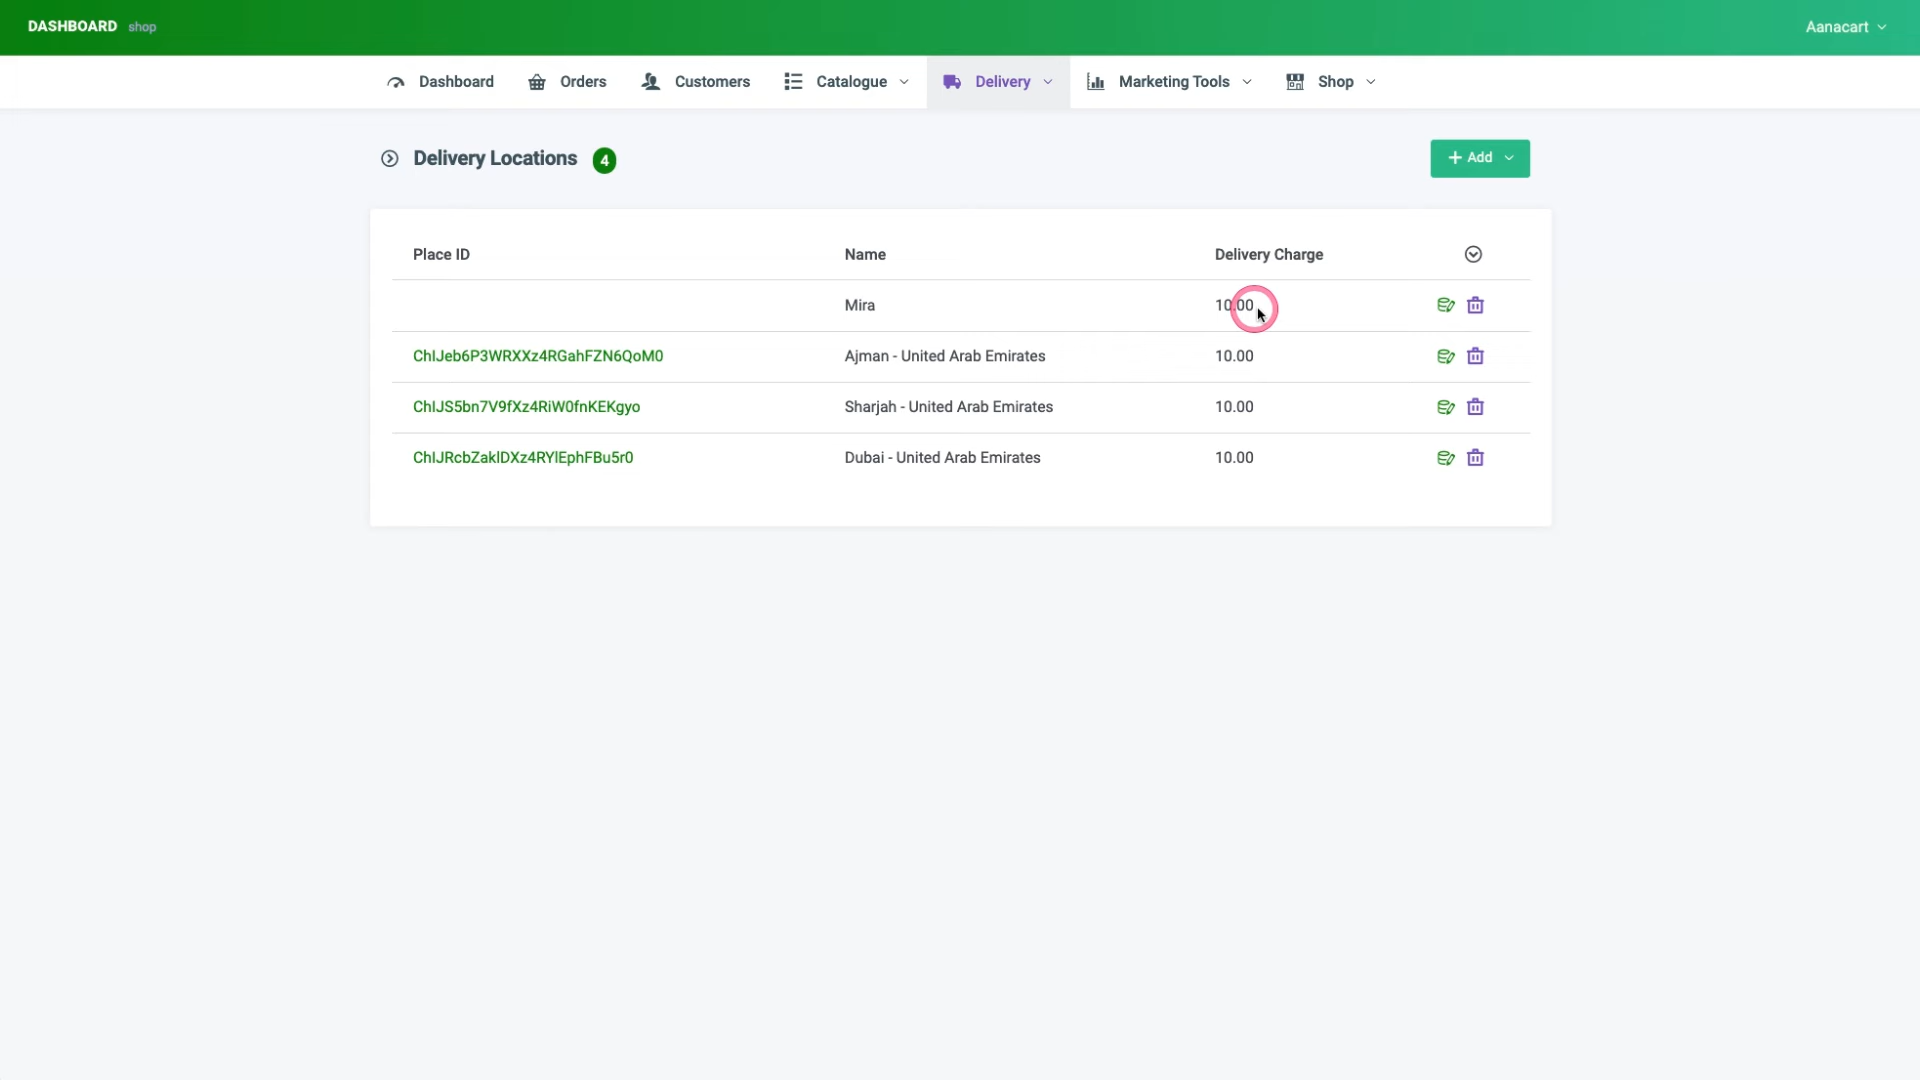 DASHBOARD shop
Aanacart
Dashboard Orders Customers Catalogue Delivery Marketing Tools Shop
Delivery Locations 4
+ Add
Place ID Name Delivery Charge
Mira 10.00
ChIJeb6P3WRXXz4RGahFZN6QoM0 Ajman - United Arab Emirates 10.00
ChIJS5bn7V9fXz4RiW0fnKEKgyo Sharjah - United Arab Emirates 10.00
ChIJRcbZaklDXz4RYlEphFBu5r0 Dubai - United Arab Emirates 10.00